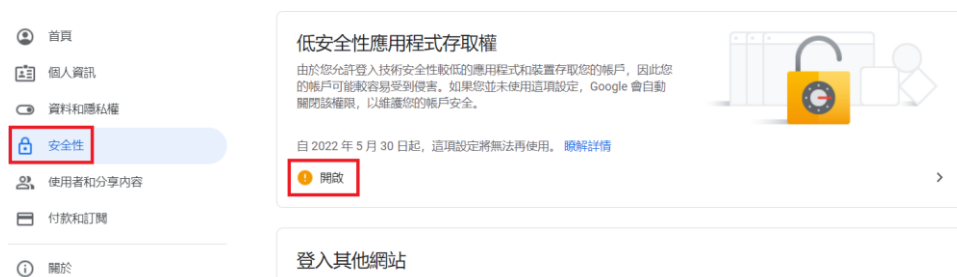 首頁
個人資訊
資料和隱私權
安全性
使用者和分享內容
付款和訂閱
關於
低安全性應用程式存取權
由於您允許登入技術安全性較低的應用程式和裝置存取您的帳戶，因此您
的帳戶可能較容易受到侵害。如果您並未使用這項設定，Google 會自動
關閉該權限，以維護您的帳戶安全。
自 2022 年 5 月 30 日起，這項設定將無法再使用。 瞭解詳情
開啟
登入其他網站